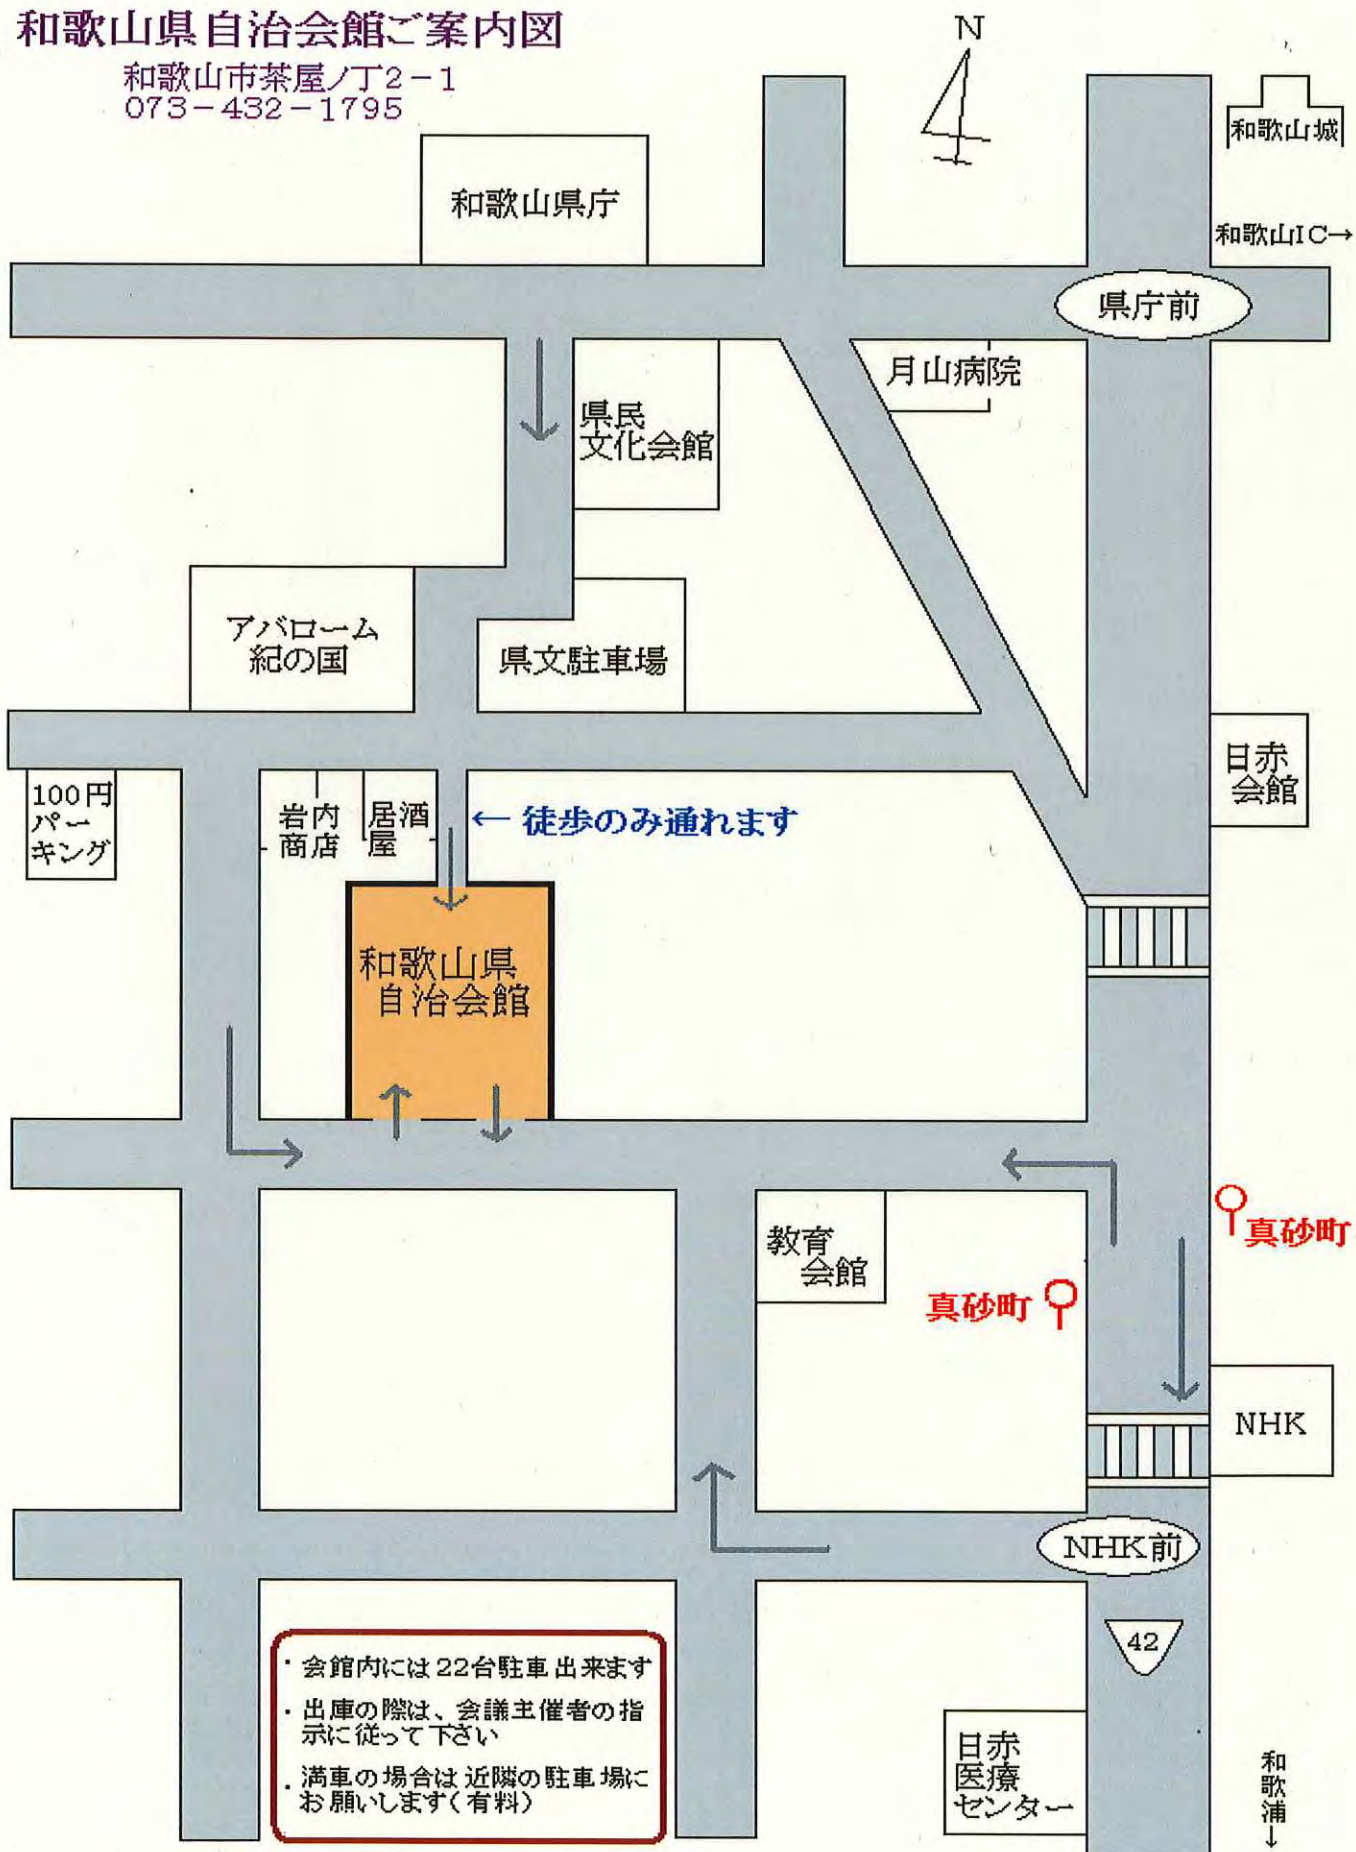 和歌山県自治会館ご案内図
和歌山市茶屋ノ丁2-1
073-432-1795
N
和歌山城
和歌山県庁
和歌山IC→
県庁前
月山病院
県民
文化会館
アバローム
紀の国
県文駐車場
日赤
会館
100円
パー
キング
岩内
商店
居酒
屋
← 徒歩のみ通れます
和歌山県
自治会館
真砂町
教育
会館
真砂町
NHK
NHK前
42
・会館内には22台駐車出来ます
・出庫の際は、会議主催者の指
示に従って下さい
・満車の場合は近隣の駐車場に
お願いします(有料)
日赤
医療
センター
和歌浦↓